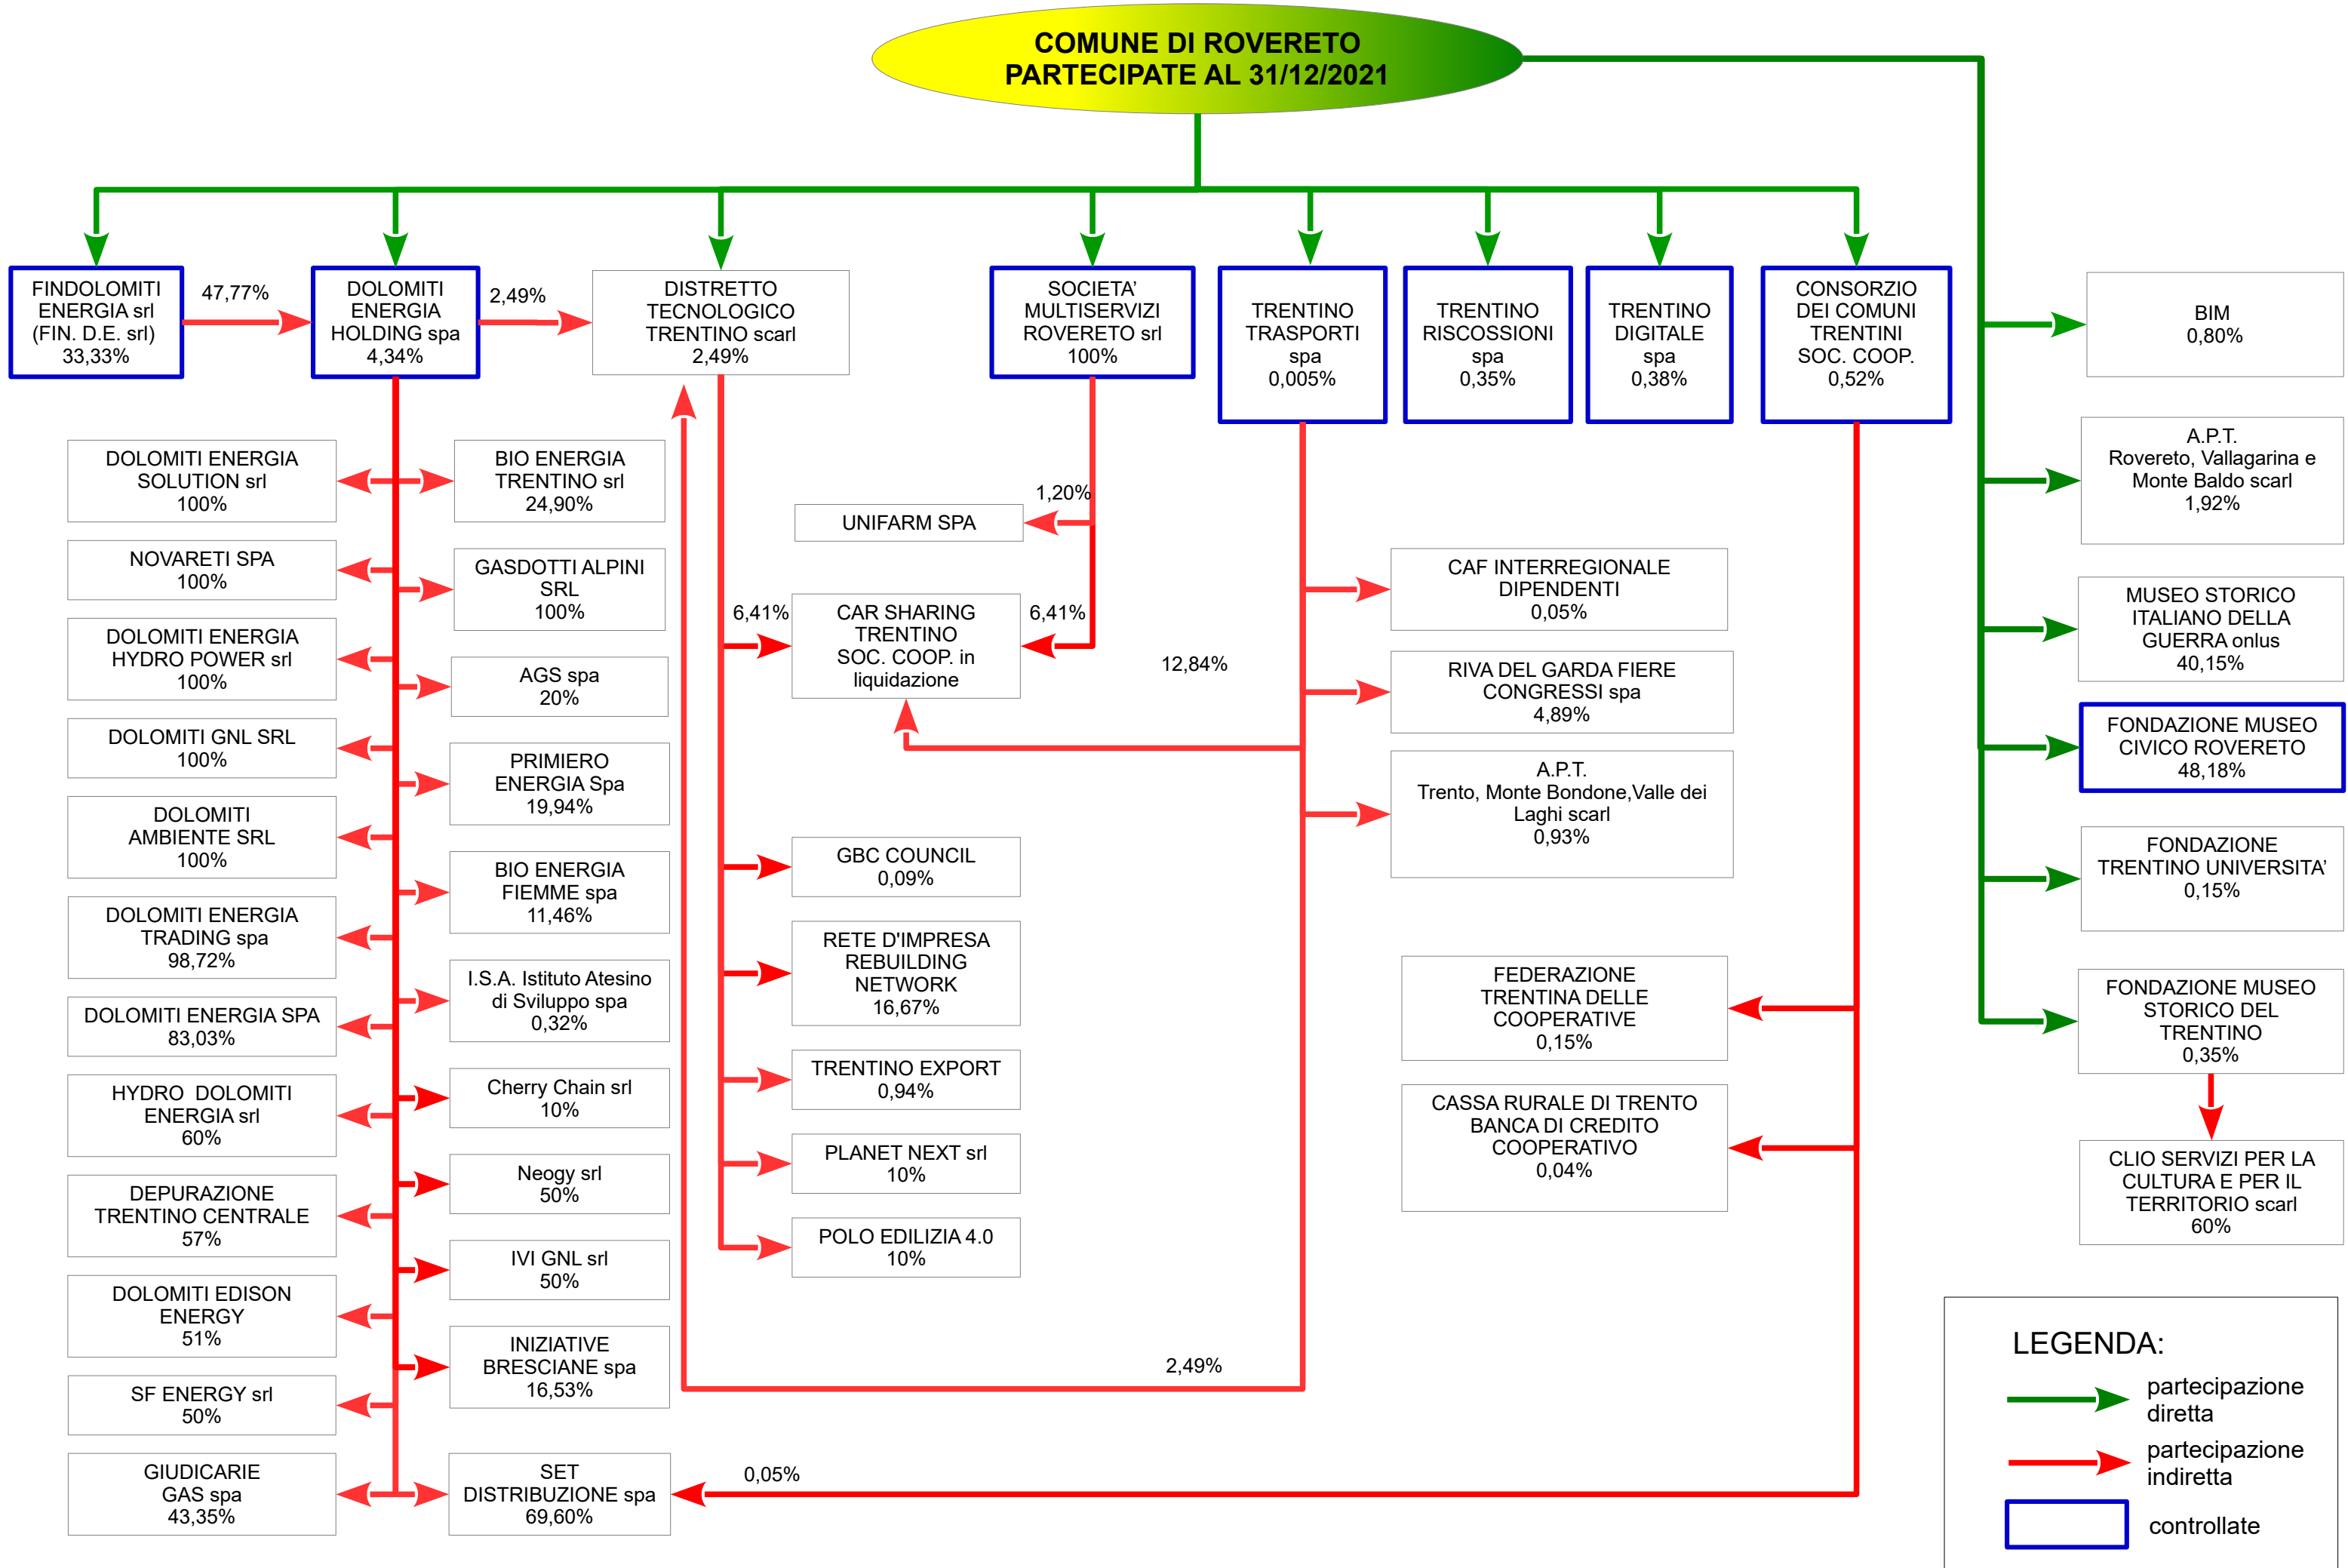 COMUNE DI ROVERETO
PARTECIPATE AL 31/12/2021
FINDOLOMITI
ENERGIA srl
(FIN. D.E. srl)
33,33%
47,77%
DOLOMITI
ENERGIA
HOLDING spa
4,34%
2,49%
DISTRETTO
TECNOLOGICO
TRENTINO scarl
2,49%
SOCIETA'
MULTISERVIZI
ROVERETO srl
100%
TRENTINO
TRASPORTI
spa
0,005%
TRENTINO
RISCOSSIONI
spa
0,35%
TRENTINO
DIGITALE
spa
0,38%
CONSORZIO
DEI COMUNI
TRENTINI
SOC. COOP.
0,52%
BIM
0,80%
A.P.T.
Rovereto, Vallagarina e
Monte Baldo scarl
1,92%
MUSEO STORICO
ITALIANO DELLA
GUERRA onlus
40,15%
FONDAZIONE MUSEO
CIVICO ROVERETO
48,18%
FONDAZIONE
TRENTINO UNIVERSITA'
0,15%
FONDAZIONE MUSEO
STORICO DEL
TRENTINO
0,35%
CLIO SERVIZI PER LA
CULTURA E PER IL
TERRITORIO scarl
60%
DOLOMITI ENERGIA
SOLUTION srl
100%
NOVARETI SPA
100%
DOLOMITI ENERGIA
HYDRO POWER srl
100%
DOLOMITI GNL SRL
100%
DOLOMITI
AMBIENTE SRL
100%
DOLOMITI ENERGIA
TRADING spa
98,72%
DOLOMITI ENERGIA SPA
83,03%
HYDRO  DOLOMITI
ENERGIA srl
60%
DEPURAZIONE
TRENTINO CENTRALE
57%
DOLOMITI EDISON
ENERGY
51%
SF ENERGY srl
50%
GIUDICARIE
GAS spa
43,35%
BIO ENERGIA
TRENTINO srl
24,90%
GASDOTTI ALPINI
SRL
100%
AGS spa
20%
PRIMIERO
ENERGIA Spa
19,94%
BIO ENERGIA
FIEMME spa
11,46%
I.S.A. Istituto Atesino
di Sviluppo spa
0,32%
Cherry Chain srl
10%
Neogy srl
50%
IVI GNL srl
50%
INIZIATIVE
BRESCIANE spa
16,53%
SET
DISTRIBUZIONE spa
69,60%
0,05%
1,20%
UNIFARM SPA
6,41%
CAR SHARING
TRENTINO
SOC. COOP. in
liquidazione
6,41%
12,84%
GBC COUNCIL
0,09%
RETE D'IMPRESA
REBUILDING
NETWORK
16,67%
TRENTINO EXPORT
0,94%
PLANET NEXT srl
10%
POLO EDILIZIA 4.0
10%
2,49%
CAF INTERREGIONALE
DIPENDENTI
0,05%
RIVA DEL GARDA FIERE
CONGRESSI spa
4,89%
A.P.T.
Trento, Monte Bondone,Valle dei
Laghi scarl
0,93%
FEDERAZIONE
TRENTINA DELLE
COOPERATIVE
0,15%
CASSA RURALE DI TRENTO
BANCA DI CREDITO
COOPERATIVO
0,04%
LEGENDA:
partecipazione
diretta
partecipazione
indiretta
controllate